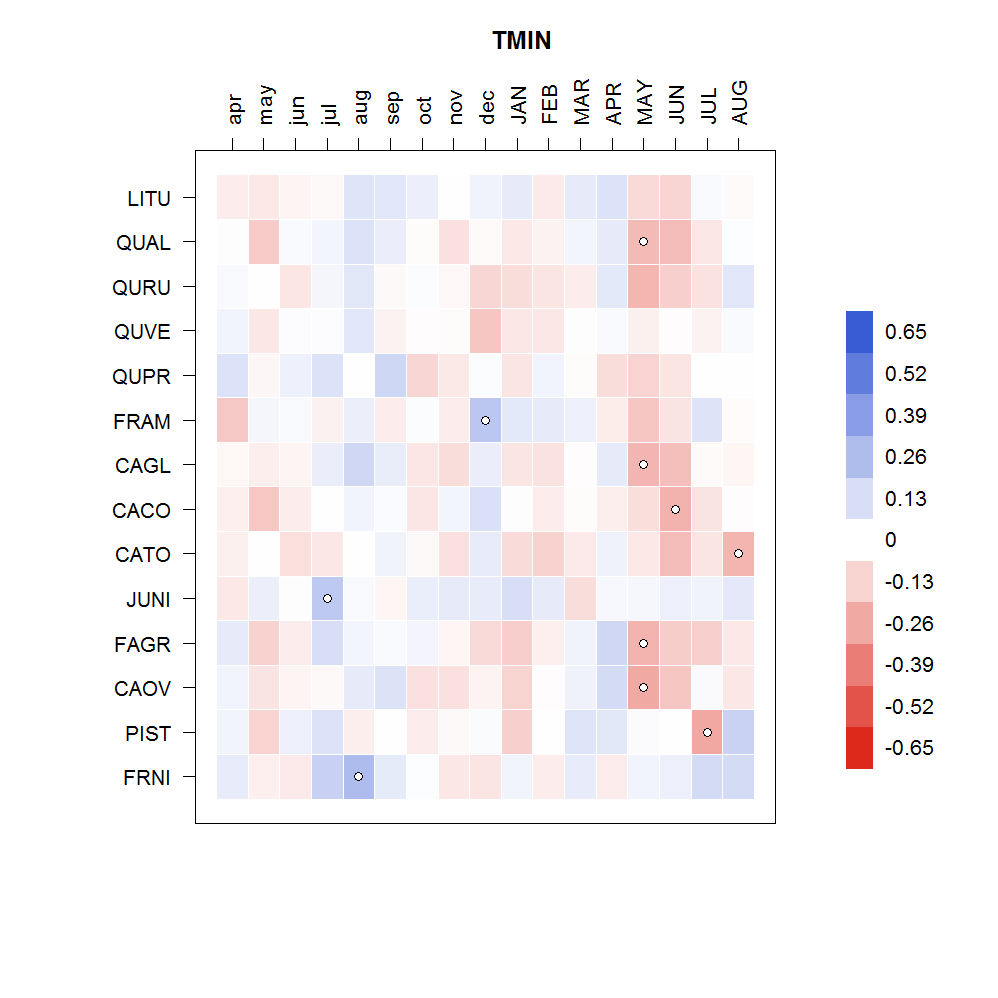 TMIN
apr may jun jul aug sep oct nov dec JAN FEB MAR APR MAY JUN JUL AUG
LITU
QUAL
QURU
QUVE
QUPR
FRAM
CAGL
CACO
CATO
JUNI
FAGR
CAOV
PIST
FRNI
0.65
0.52
0.39
0.26
0.13
0
-0.13
-0.26
-0.39
-0.52
-0.65